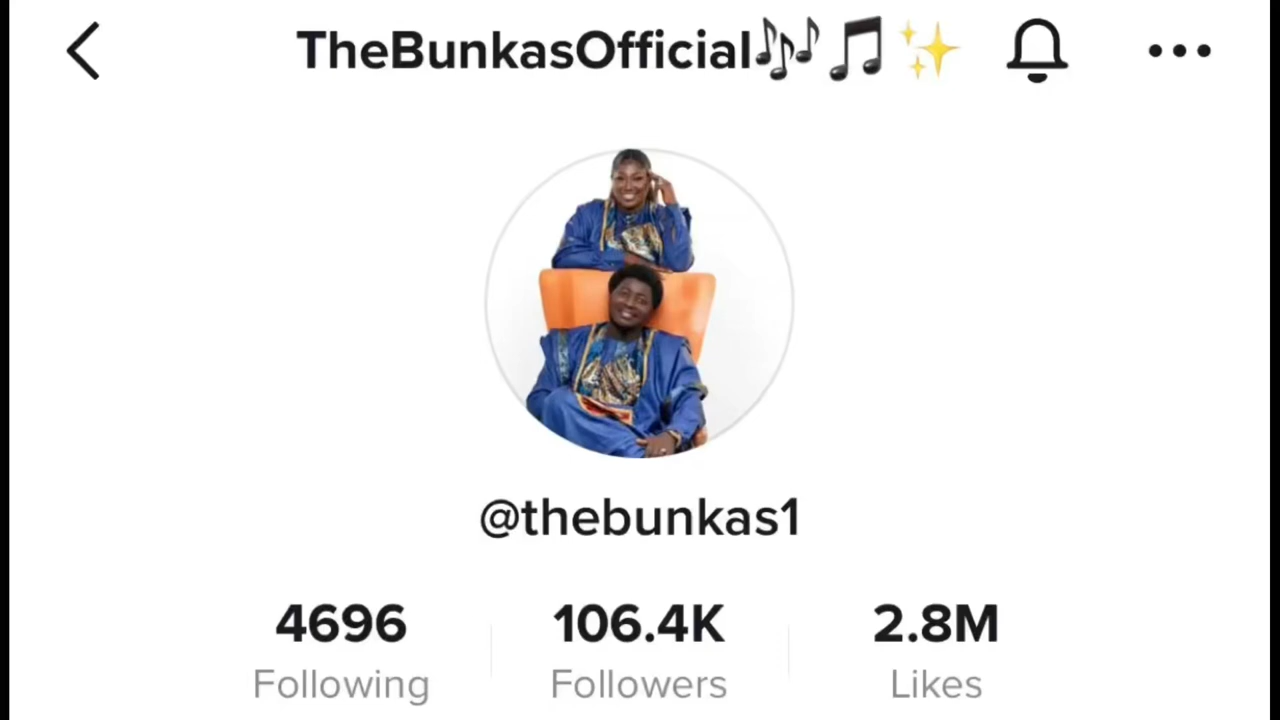 TheBunkasOfficial🎶🎵✨
@thebunkas1
4696 106.4K 2.8M
Following Followers Likes